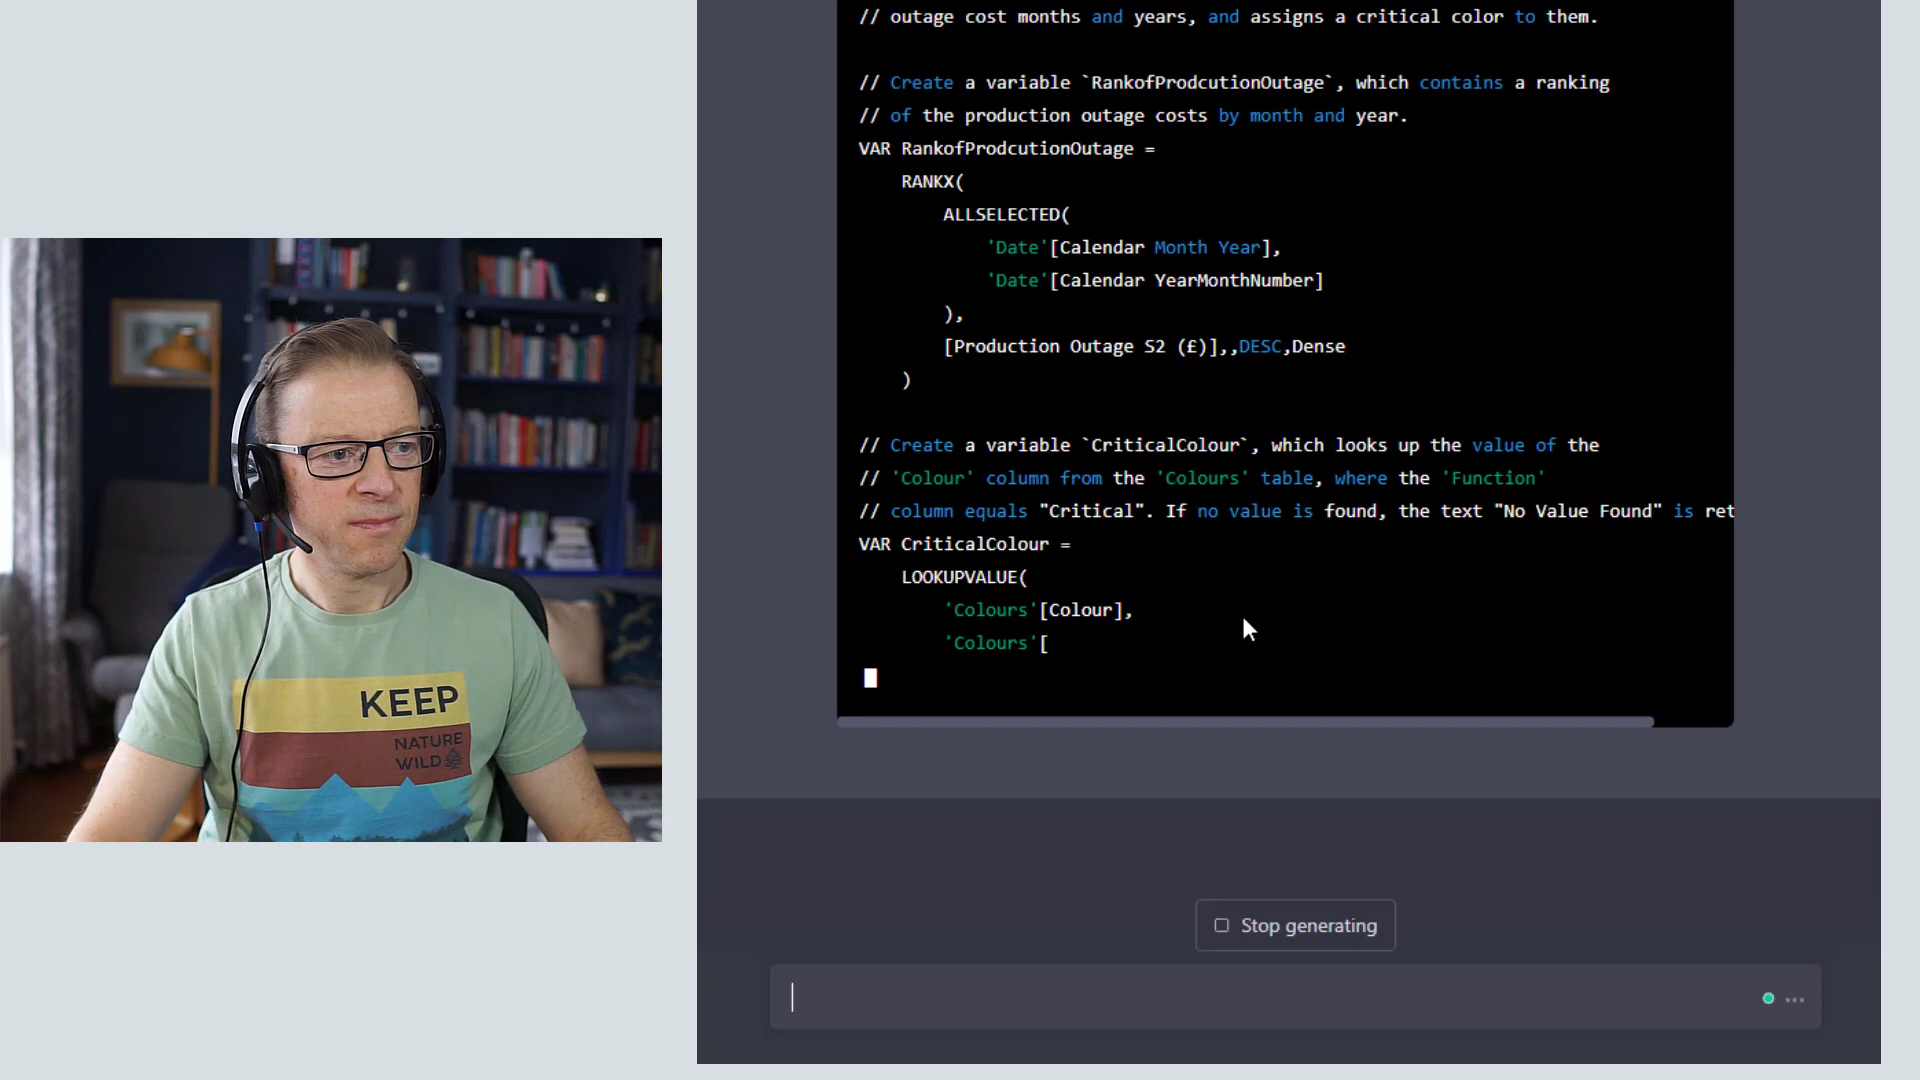 // outage cost months and years, and assigns a critical color to them.
// Create a variable `RankofProdcutionOutage`, which contains a ranking
// of the production outage costs by month and year.
VAR RankofProdcutionOutage =
RANKX(
ALLSELECTED(
'Date'[Calendar Month Year],
'Date'[Calendar YearMonthNumber]
),
[Production Outage S2 (£)],,DESC,Dense
)
// Create a variable `CriticalColour`, which looks up the value of the
// 'Colour' column from the 'Colours' table, where the 'Function'
// column equals "Critical". If no value is found, the text "No Value Found" is ret
VAR CriticalColour =
LOOKUPVALUE(
'Colours'[Colour],
'Colours'[
Stop generating
KEEP
NATURE
WILD